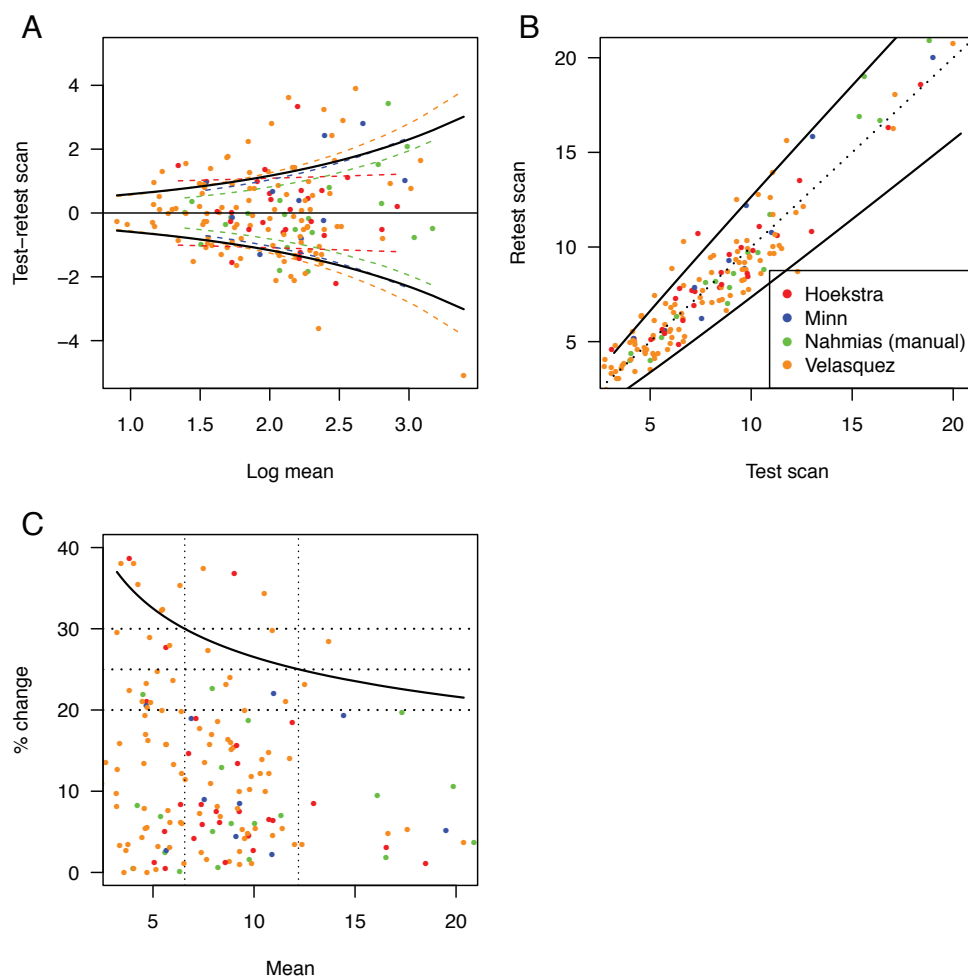 A
Test–retest scan
4
2
0
−2
−4
1.0 1.5 2.0 2.5 3.0
Log mean
B
Retest scan
20
15
10
5
Hoekstra
Minn
Nahmias (manual)
Velasquez
5 10 15 20
Test scan
C
% change
40
30
20
10
0
5 10 15 20
Mean